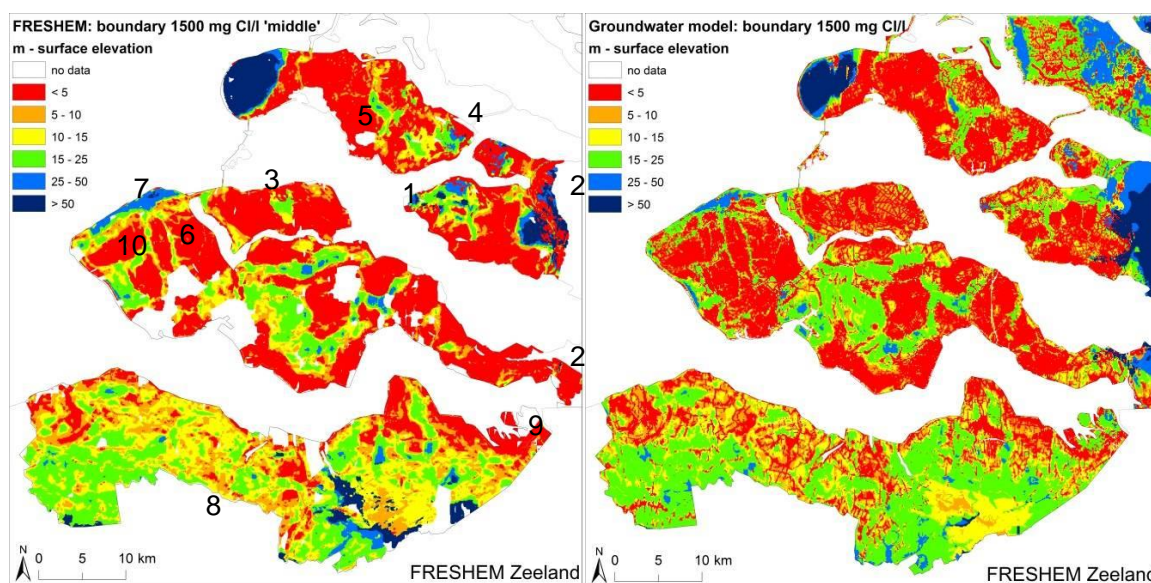 FRESHEM: boundary 1500 mg Cl/l 'middle'
m - surface elevation
no data
< 5
5 - 10
10 - 15
15 - 25
25 - 50
> 50
4
5
2
1
3
7
10
6
2
9
8
N
0 5 10 km
FRESHEM Zeeland
Groundwater model: boundary 1500 mg Cl/l
m - surface elevation
no data
< 5
5 - 10
10 - 15
15 - 25
25 - 50
> 50
N
0 5 10 km
FRESHEM Zeeland